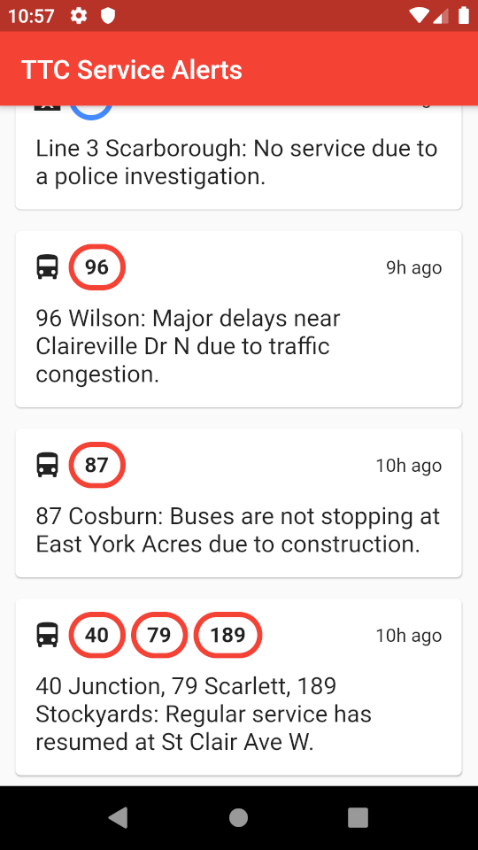 10:57
TTC Service Alerts
Line 3 Scarborough: No service due to
a police investigation.
96 9h ago
96 Wilson: Major delays near
Claireville Dr N due to traffic
congestion.
87 10h ago
87 Cosburn: Buses are not stopping at
East York Acres due to construction.
40 79 189 10h ago
40 Junction, 79 Scarlett, 189
Stockyards: Regular service has
resumed at St Clair Ave W.